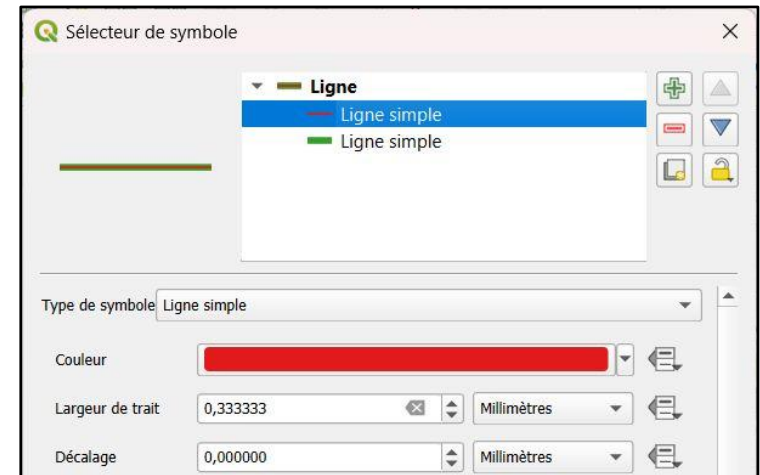 Sélecteur de symbole
Ligne
Ligne simple
Ligne simple
Type de symbole Ligne simple
Couleur
Largeur de trait 0,333333 Millimètres
Décalage 0,000000 Millimètres